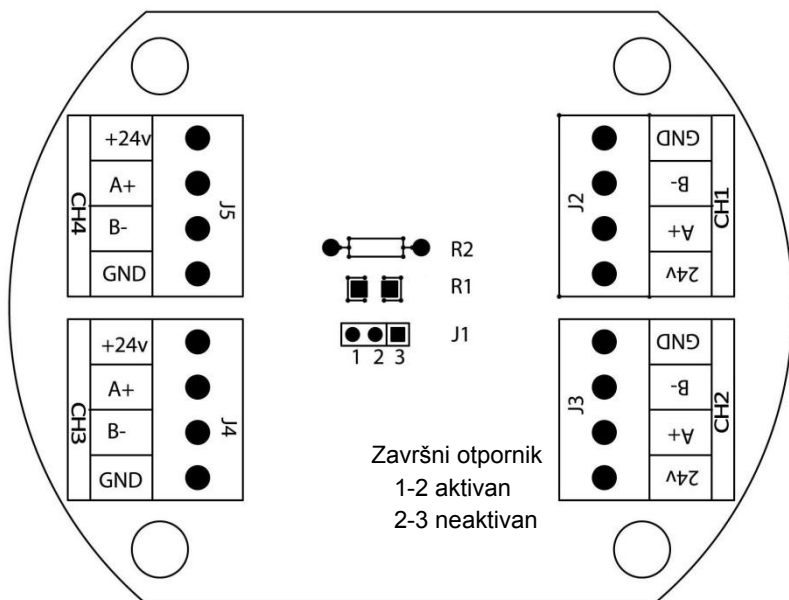 CH4
+24v
A+
B-
GND
J5
CH3
+24v
A+
B-
GND
J4
R2
R1
J1
1 2 3
Završni otpornik
1-2 aktivan
2-3 neaktivan
J2
GND
B-
A+
24v
CH1
J3
GND
B-
A+
24v
CH2